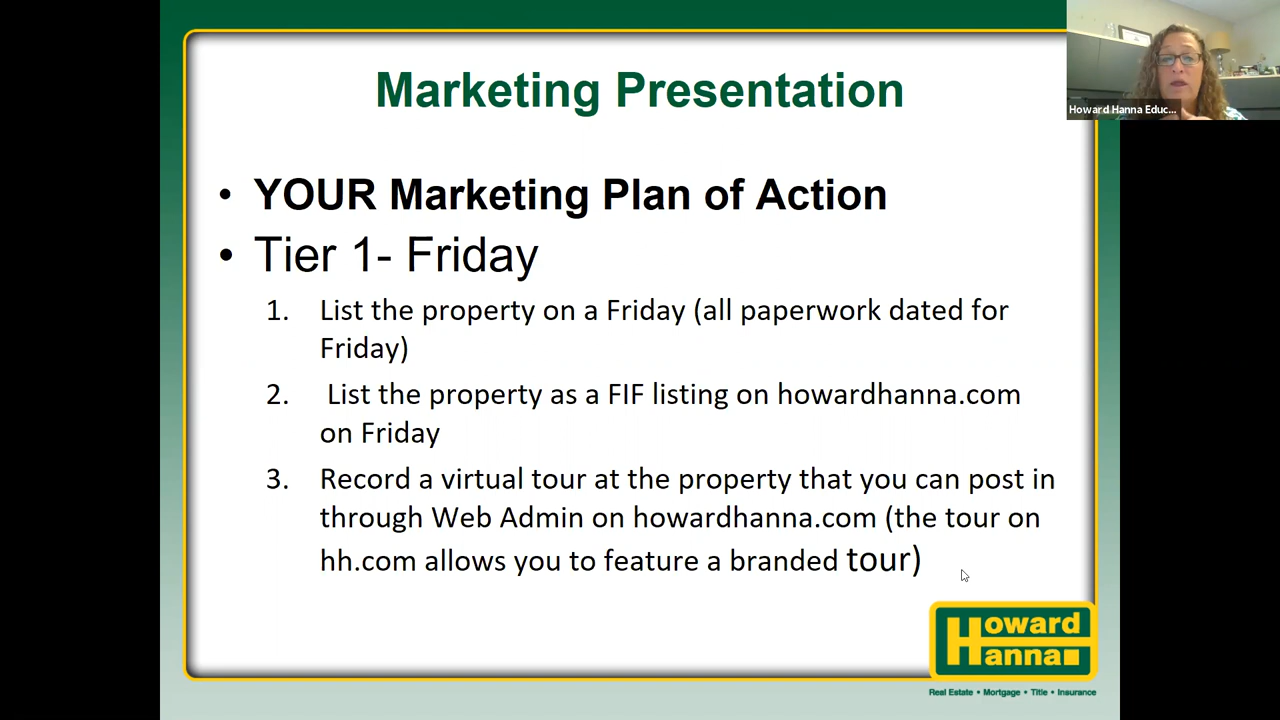 Marketing Presentation
Howard Hanna Educ...
• YOUR Marketing Plan of Action
• Tier 1- Friday
1. List the property on a Friday (all paperwork dated for
Friday)
2. List the property as a FIF listing on howardhanna.com
on Friday
3. Record a virtual tour at the property that you can post in
through Web Admin on howardhanna.com (the tour on
hh.com allows you to feature a branded tour)
Howard
Hanna
Real Estate • Mortgage • Title • Insurance